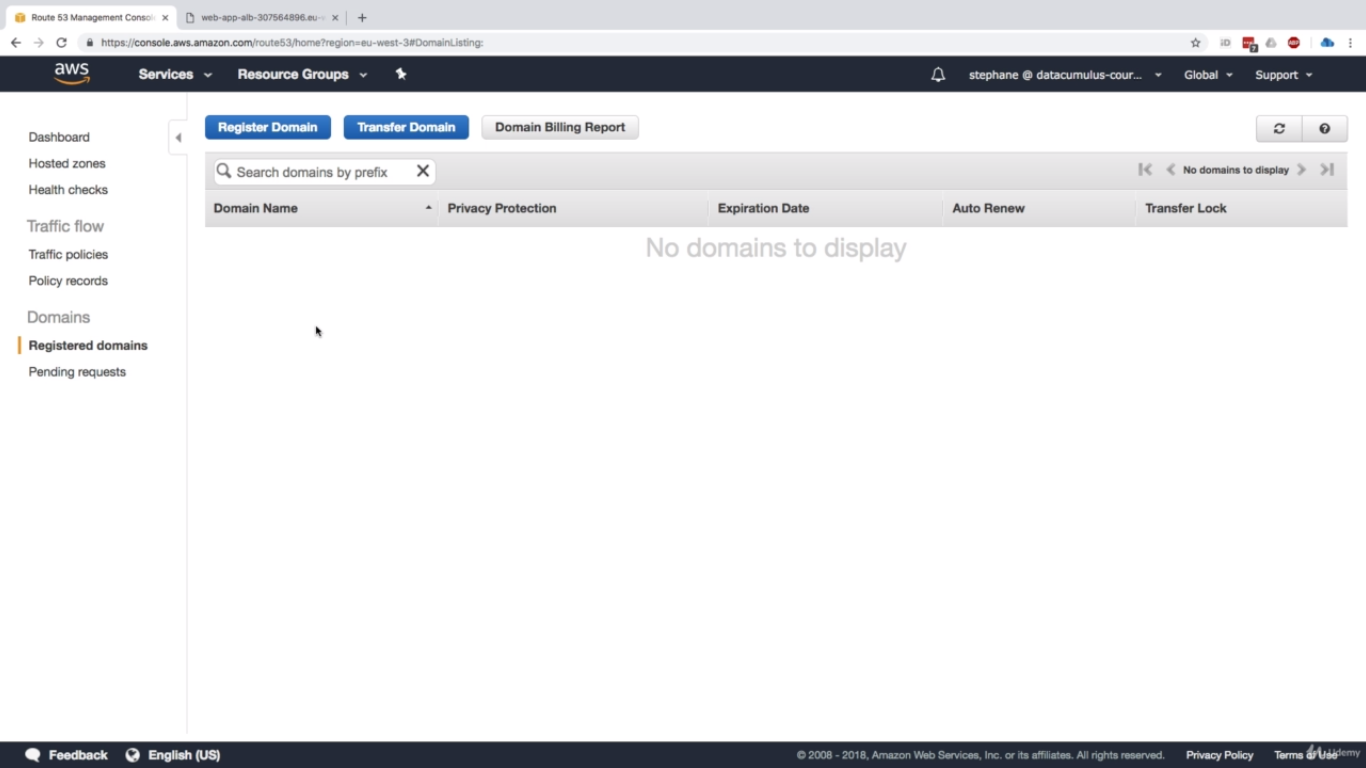 Route 53 Management Consol
web-app-alb-307564896.eu-
https://console.aws.amazon.com/route53/home?region=eu-west-3#DomainListing:
aws Services Resource Groups stephane @ datacumulus-cour... Global Support
Register Domain Transfer Domain Domain Billing Report
Dashboard
Hosted zones
Health checks
Traffic flow
Traffic policies
Policy records
Domains
Registered domains
Pending requests
Search domains by prefix No domains to display
Domain Name Privacy Protection Expiration Date Auto Renew Transfer Lock
No domains to display
Feedback English (US) © 2008 - 2018, Amazon Web Services, Inc. or its affiliates. All rights reserved. Privacy Policy Terms of Use
Udemy